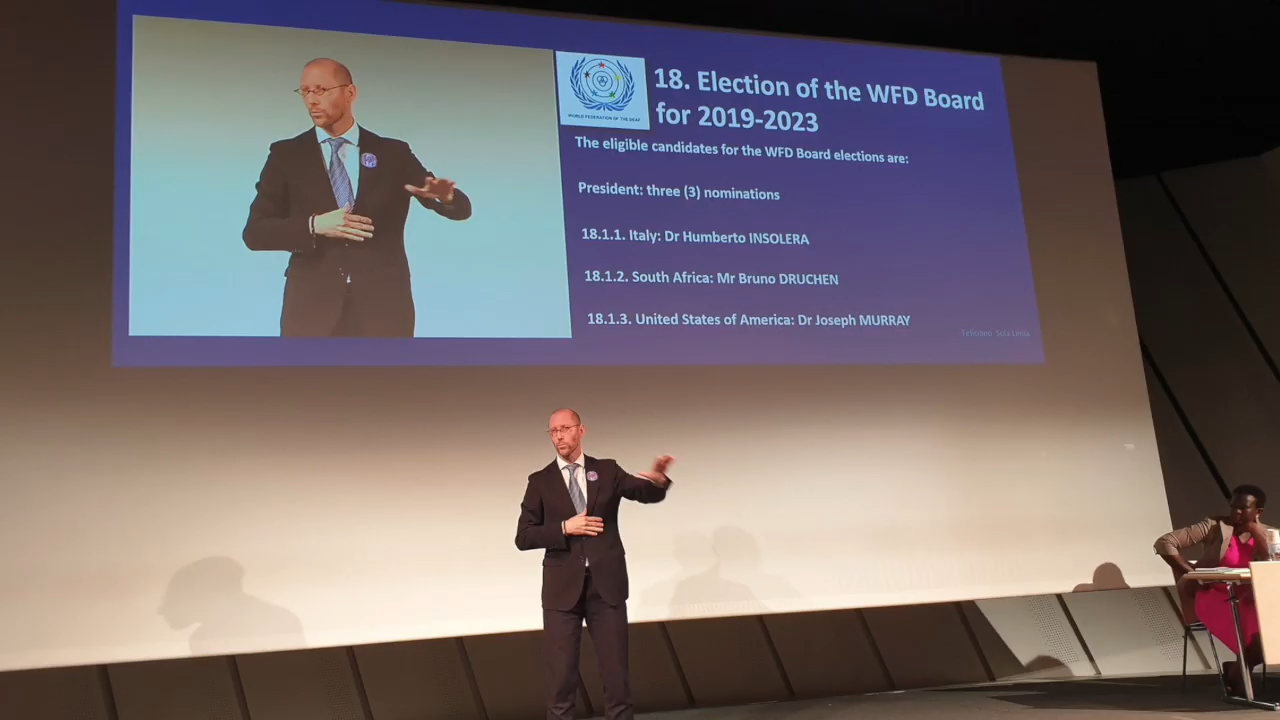 WORLD FEDERATION OF THE DEAF
18. Election of the WFD Board
for 2019-2023
The eligible candidates for the WFD Board elections are:
President: three (3) nominations
18.1.1. Italy: Dr Humberto INSOLERA
18.1.2. South Africa: Mr Bruno DRUCHEN
18.1.3. United States of America: Dr Joseph MURRAY